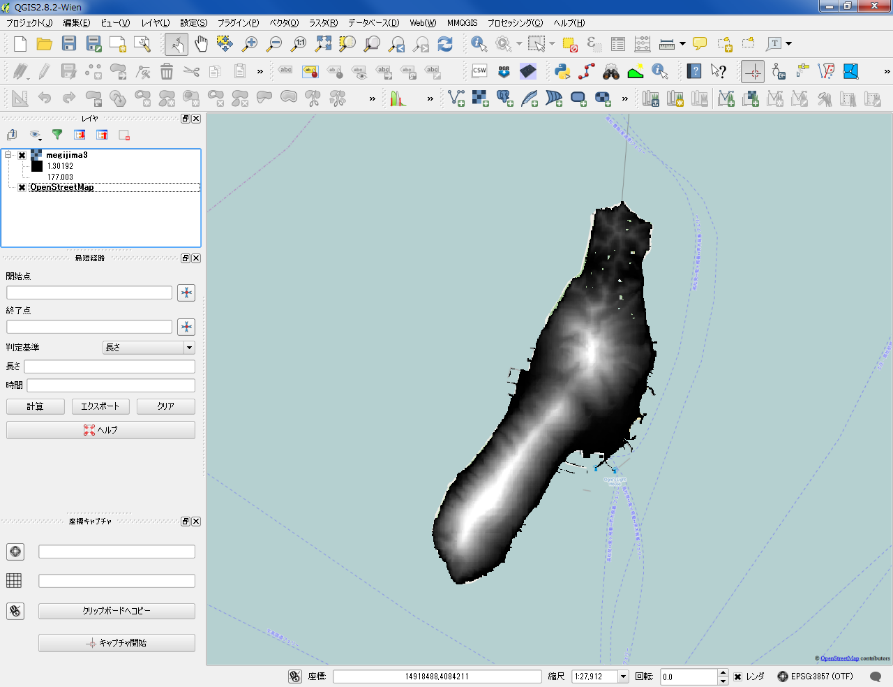 QGIS2.8.2-Wien
プロジェクト(J) 編集(E) ビュー(V) レイヤ(L) 設定(S) プラグイン(P) ベクタ(O) ラスタ(R) データベース(D) Web(W) MMQGIS プロセッシング(C) ヘルプ(H)
レイヤ
megijima3
1.30192
177.003
OpenStreetMap
最短経路
開始点
終了点
判定基準 長さ
長さ
時間
計算 エクスポート クリア
ヘルプ
座標キャプチャ
クリップボードへコピー
キャプチャ開始
© OpenStreetMap contributors
座標: 14918488,4084211 縮尺 1:27,912 回転: 0.0 レンダ EPSG:3857 (OTF)